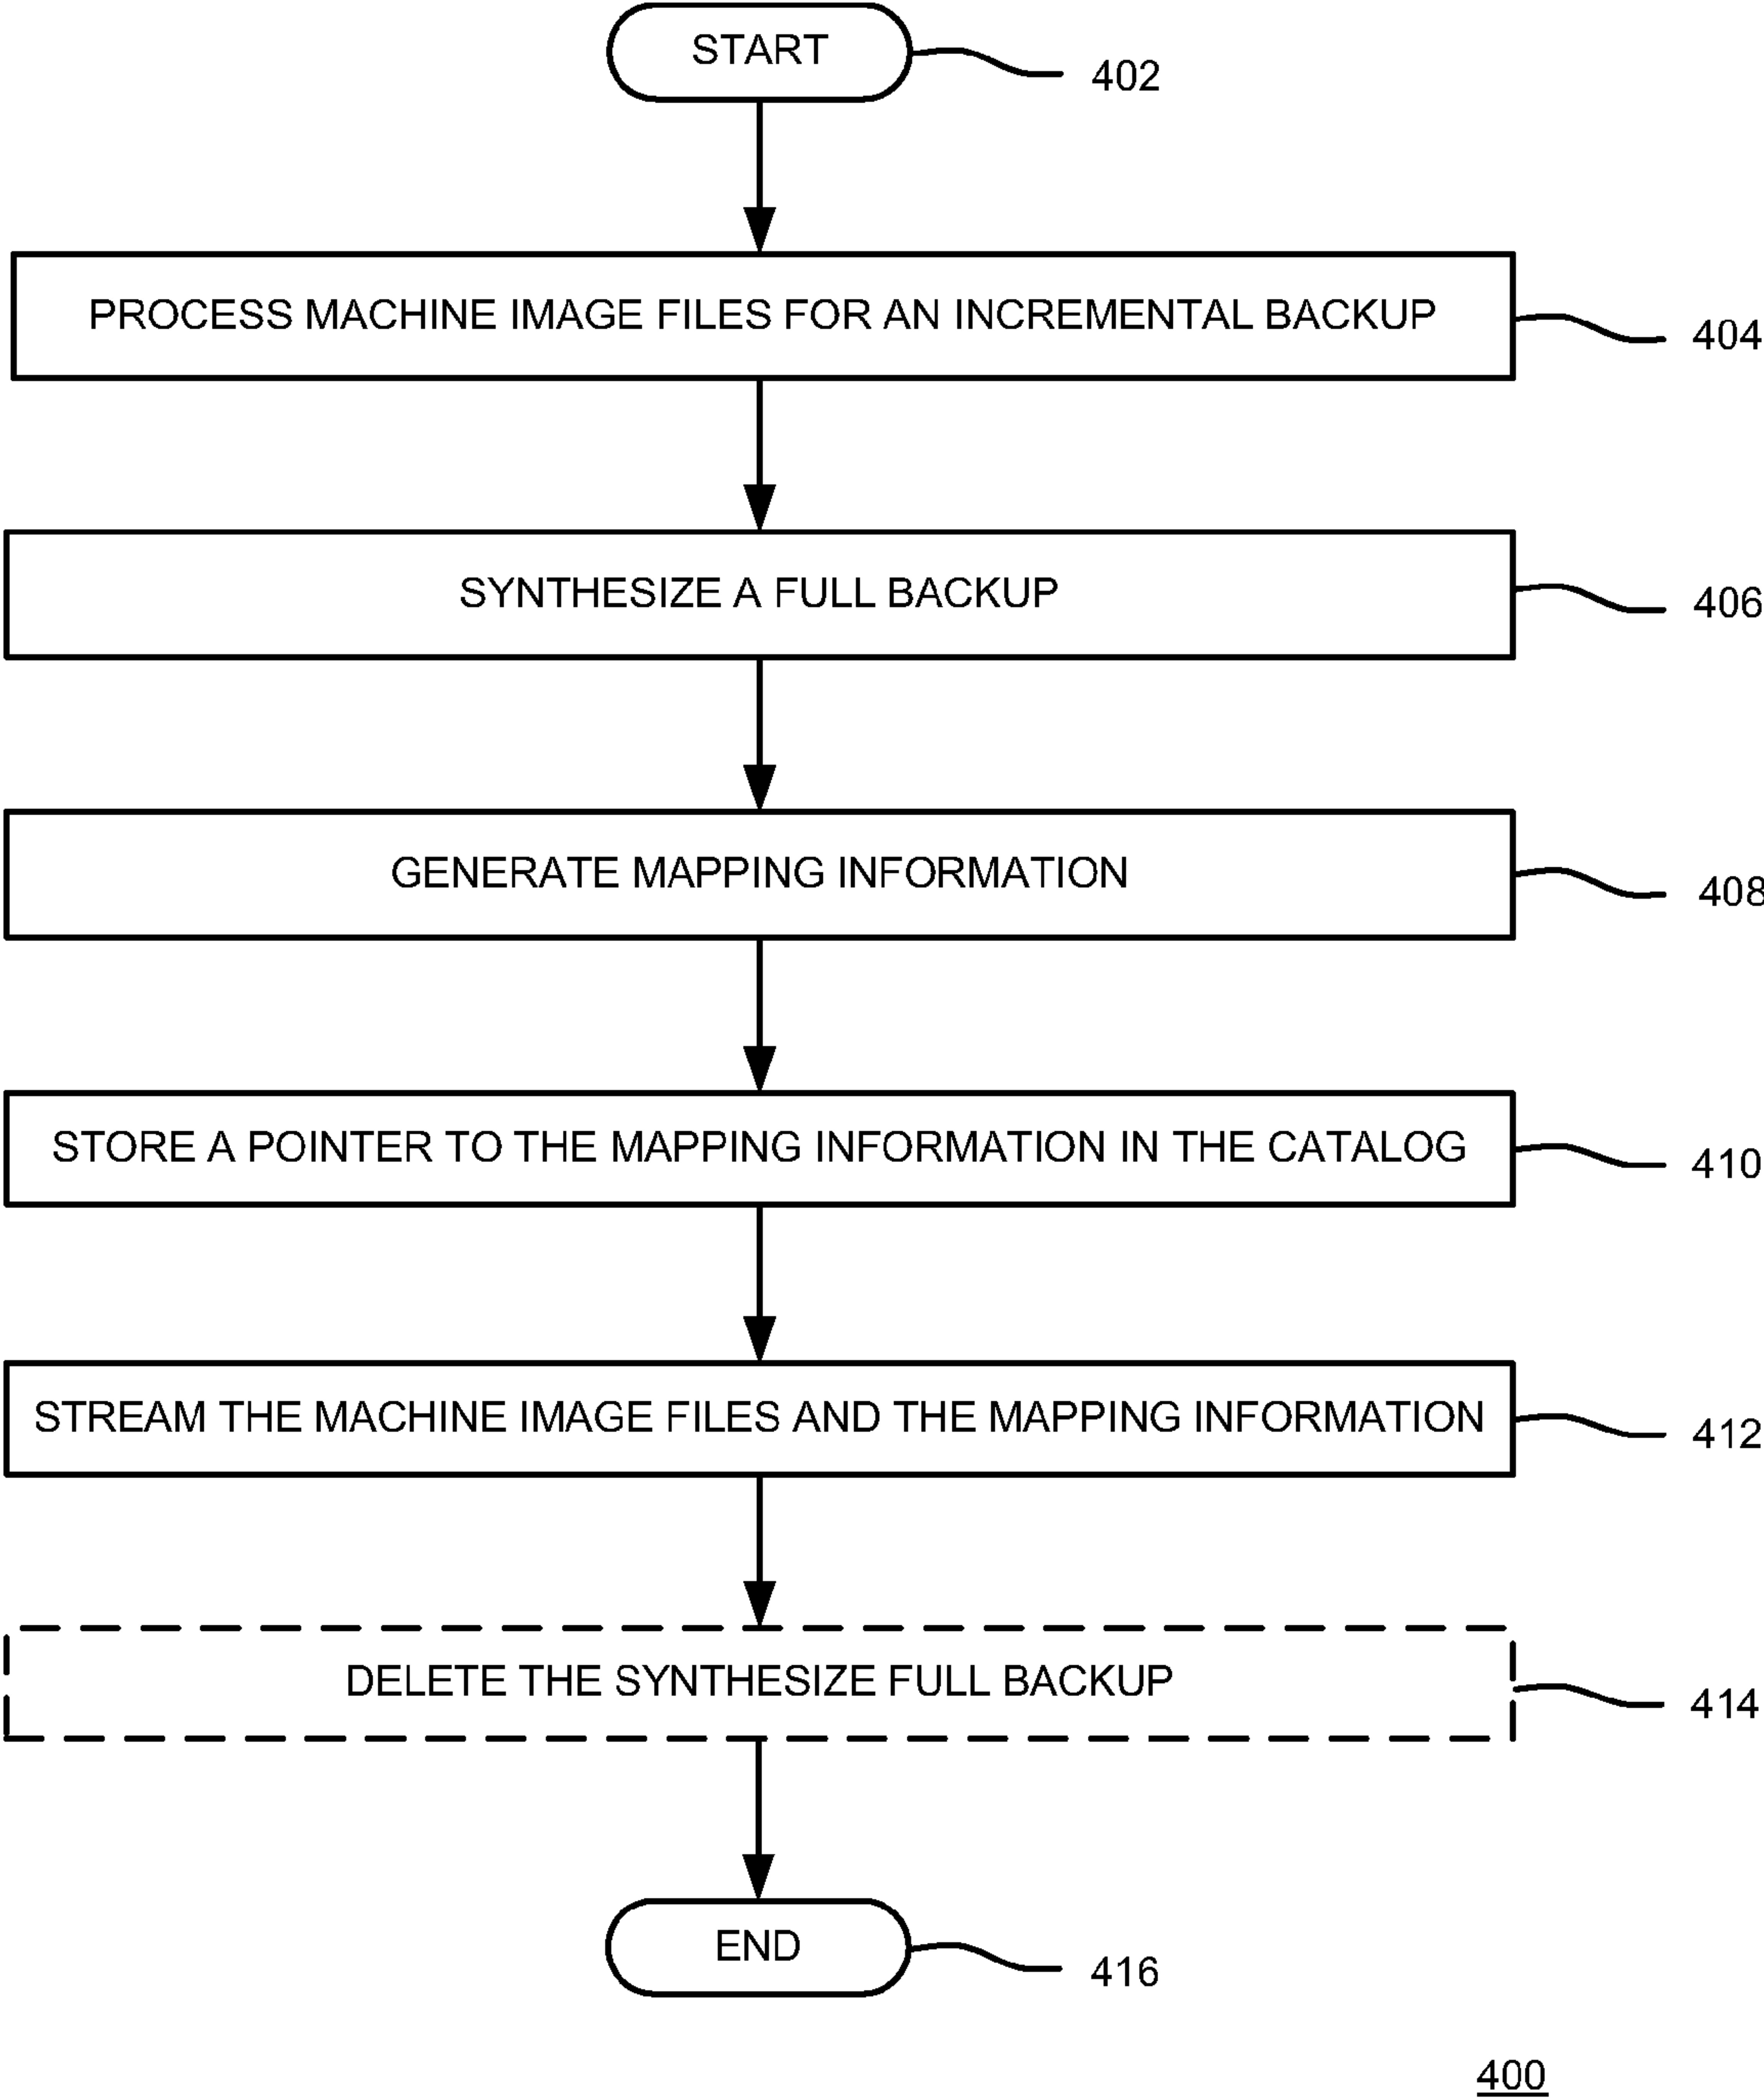 START
402
PROCESS MACHINE IMAGE FILES FOR AN INCREMENTAL BACKUP
404
SYNTHESIZE A FULL BACKUP
406
GENERATE MAPPING INFORMATION
408
STORE A POINTER TO THE MAPPING INFORMATION IN THE CATALOG
410
STREAM THE MACHINE IMAGE FILES AND THE MAPPING INFORMATION
412
DELETE THE SYNTHESIZE FULL BACKUP
414
END
416
400